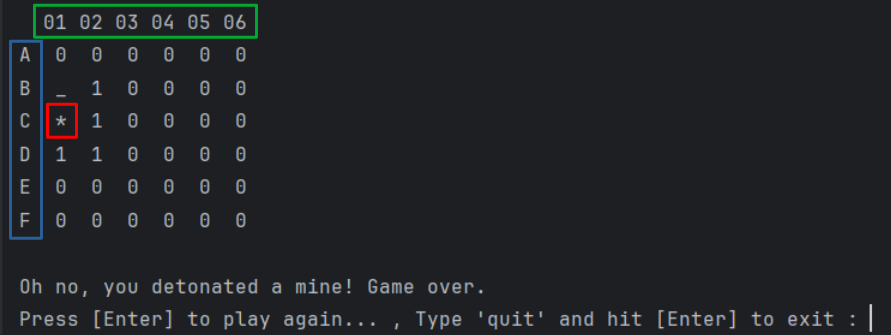 01 02 03 04 05 06
A 0 0 0 0 0 0
B _ 1 0 0 0 0
C * 1 0 0 0 0
D 1 1 0 0 0 0
E 0 0 0 0 0 0
F 0 0 0 0 0 0
Oh no, you detonated a mine! Game over.
Press [Enter] to play again... , Type 'quit' and hit [Enter] to exit :